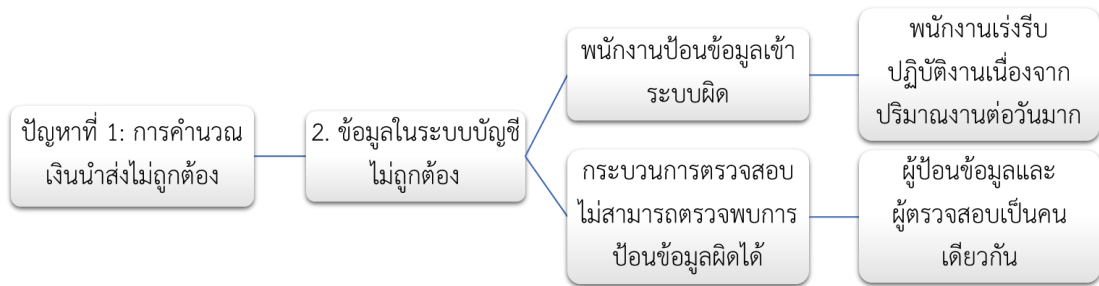 ปัญหาที่ 1: การคำนวณ
เงินนำส่งไม่ถูกต้อง
2. ข้อมูลในระบบบัญชี
ไม่ถูกต้อง
พนักงานป้อนข้อมูลเข้า
ระบบผิด
พนักงานเร่งรีบ
ปฏิบัติงานเนื่องจาก
ปริมาณงานต่อวันมาก
กระบวนการตรวจสอบ
ไม่สามารถตรวจพบการ
ป้อนข้อมูลผิดได้
ผู้ป้อนข้อมูลและ
ผู้ตรวจสอบเป็นคน
เดียวกัน